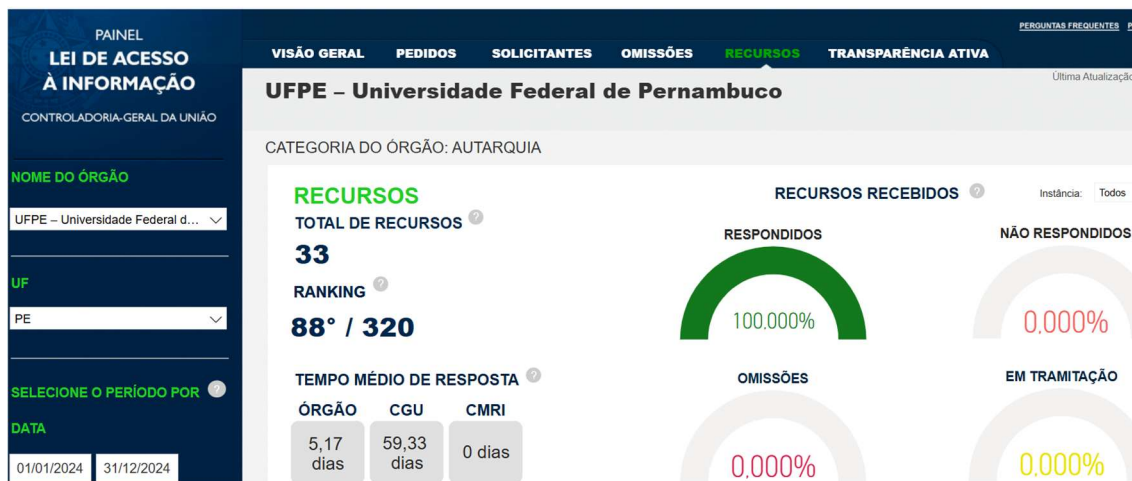 PERGUNTAS FREQUENTES
PAINEL
LEI DE ACESSO
À INFORMAÇÃO
CONTROLADORIA-GERAL DA UNIÃO
NOME DO ÓRGÃO
UFPE – Universidade Federal d...
UF
PE
SELECIONE O PERÍODO POR ?
DATA
01/01/2024 31/12/2024
VISÃO GERAL PEDIDOS SOLICITANTES OMISSÕES RECURSOS TRANSPARÊNCIA ATIVA
UFPE – Universidade Federal de Pernambuco
Última Atualização
CATEGORIA DO ÓRGÃO: AUTARQUIA
RECURSOS
TOTAL DE RECURSOS ?
33
RANKING ?
88° / 320
TEMPO MÉDIO DE RESPOSTA ?
ÓRGÃO CGU CMRI
5,17 dias 59,33 dias 0 dias
RECURSOS RECEBIDOS ?
Instância: Todos
RESPONDIDOS
100,000%
NÃO RESPONDIDOS
0,000%
OMISSÕES
0,000%
EM TRAMITAÇÃO
0,000%